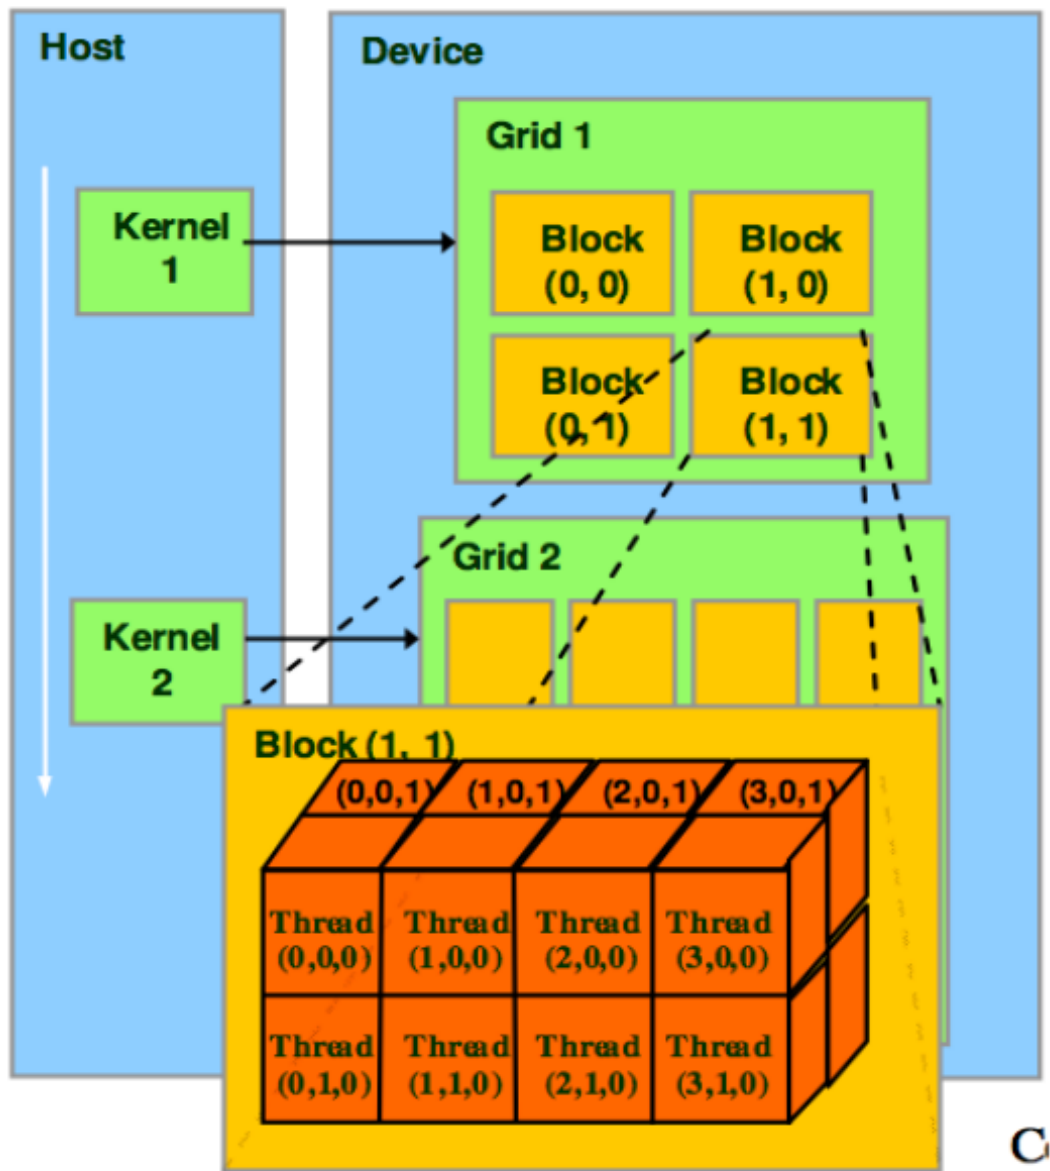 Host
Device
Grid 1
Kernel
1
Block
(0, 0)
Block
(1, 0)
Block
(0, 1)
Block
(1, 1)
Grid 2
Kernel
2
Block (1, 1)
(0,0,1)
(1,0,1)
(2,0,1)
(3,0,1)
Thread
(0,0,0)
Thread
(1,0,0)
Thread
(2,0,0)
Thread
(3,0,0)
Thread
(0,1,0)
Thread
(1,1,0)
Thread
(2,1,0)
Thread
(3,1,0)